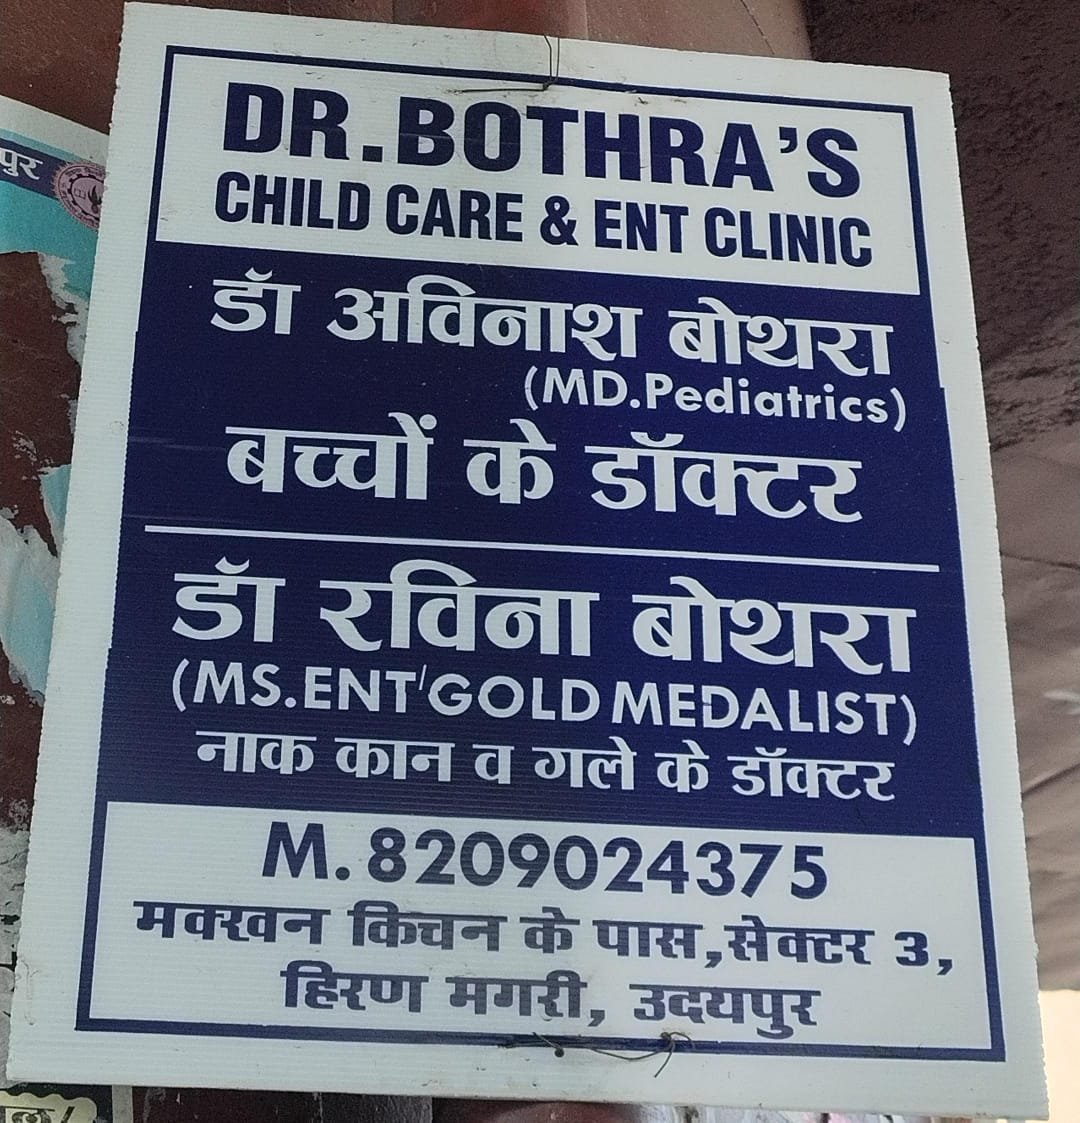 DR.BOTHRA'S
CHILD CARE & ENT CLINIC
डॅा अविनाश बोथरा
(MD.Pediatrics)
बच्चों के डॉक्टर
डॅा रविना बोथरा
(MS.ENT'GOLD MEDALIST)
नाक कान व गले के डॉक्टर
M. 8209024375
मक्खन किचन के पास, सेक्टर 3,
हिरण मगरी, उदयपुर
पुर